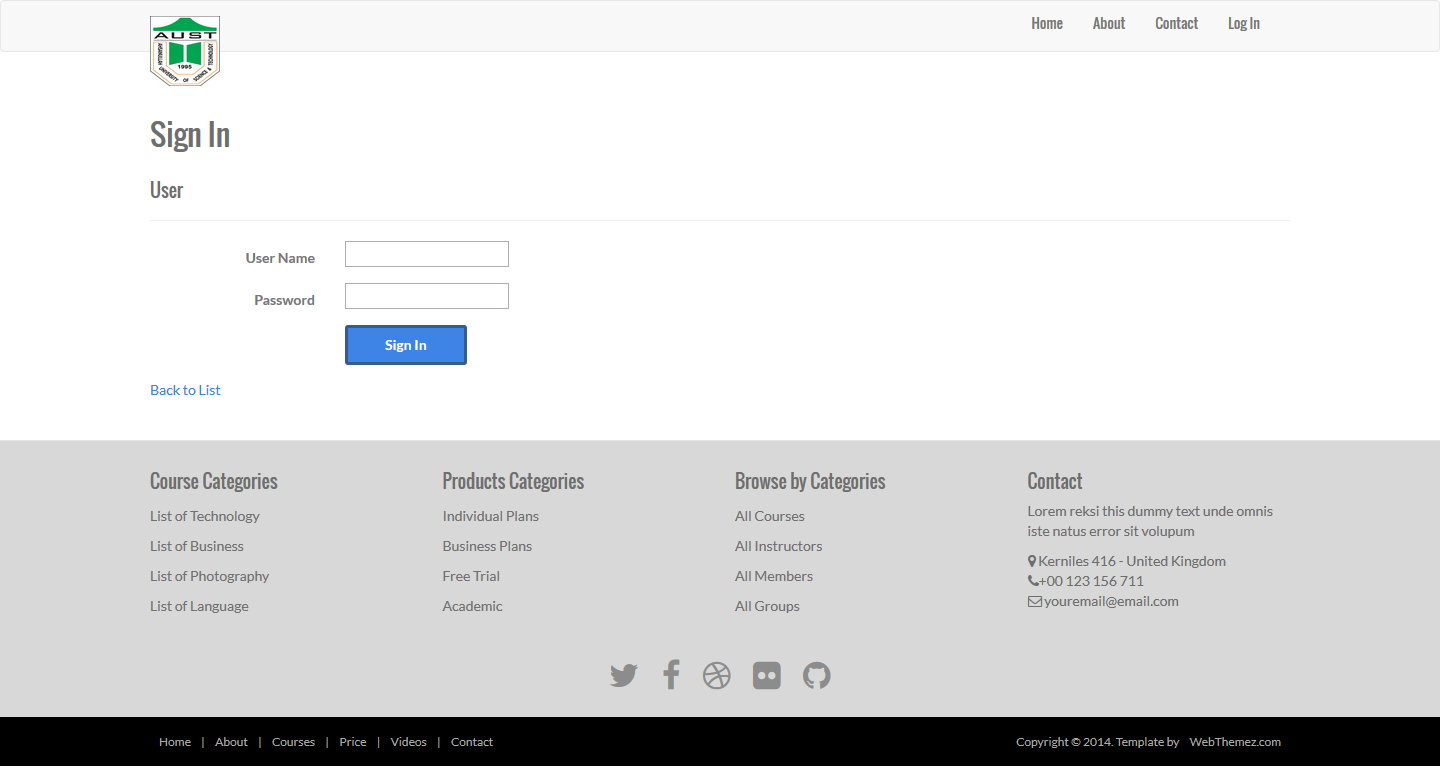 AUST
AHSANULLAH UNIVERSITY OF SCIENCE & TECHNOLOGY
1995
Home About Contact Log In
Sign In
User
User Name
Password
Sign In
Back to List
Course Categories
List of Technology
List of Business
List of Photography
List of Language
Products Categories
Individual Plans
Business Plans
Free Trial
Academic
Browse by Categories
All Courses
All Instructors
All Members
All Groups
Contact
Lorem reksi this dummy text unde omnis
iste natus error sit volupum
Kerniles 416 - United Kingdom
+00 123 156 711
youremail@email.com
Home | About | Courses | Price | Videos | Contact
Copyright © 2014. Template by WebThemez.com